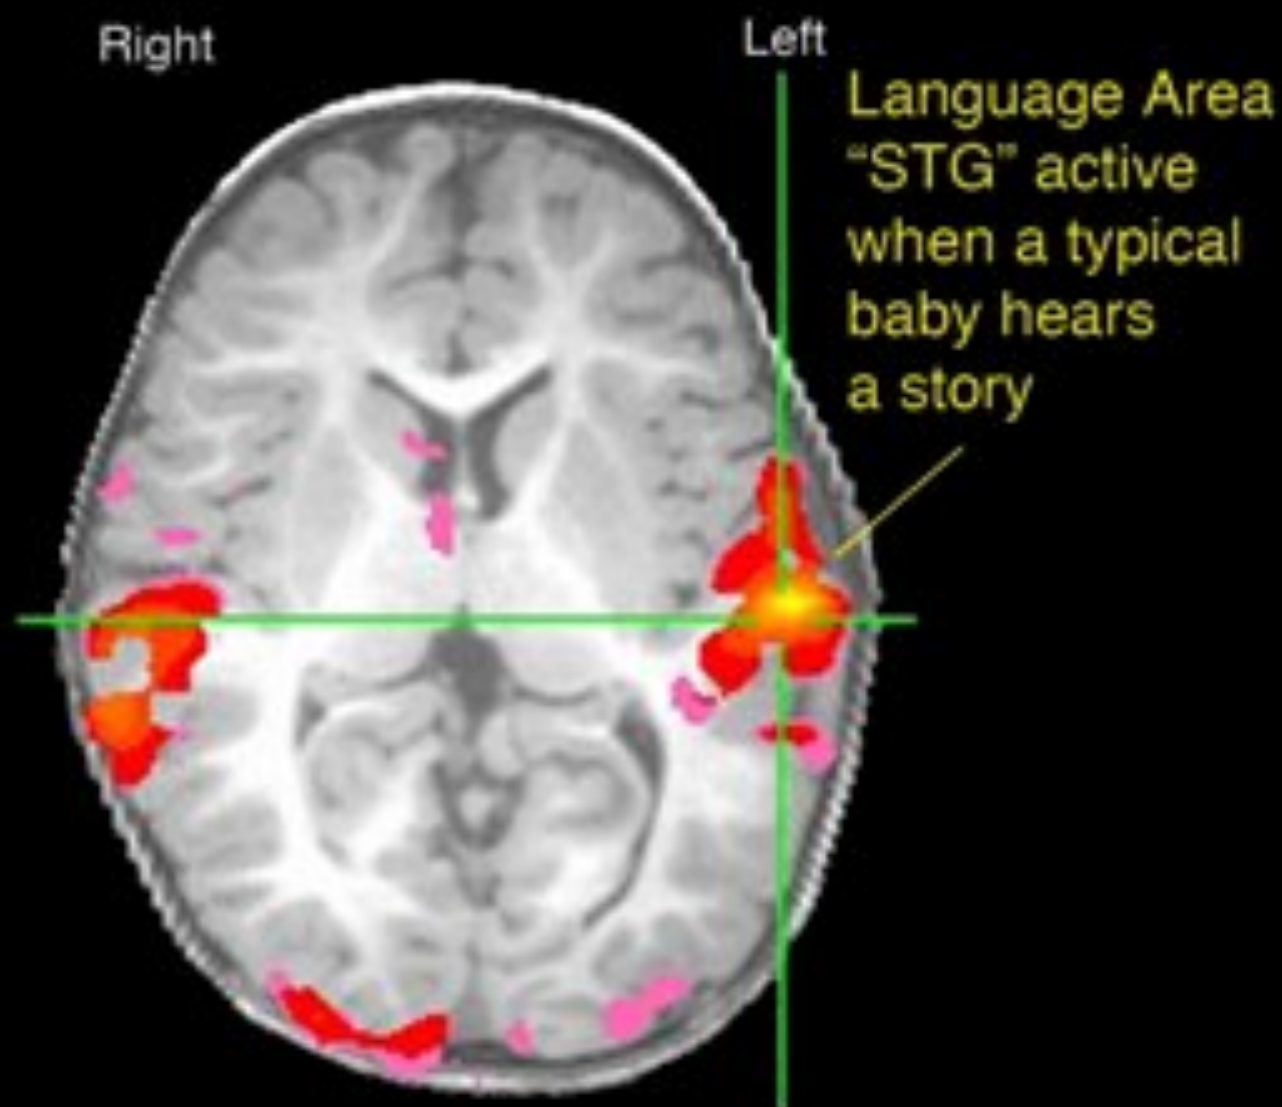 Right
Left
Language Area
“STG” active
when a typical
baby hears
a story